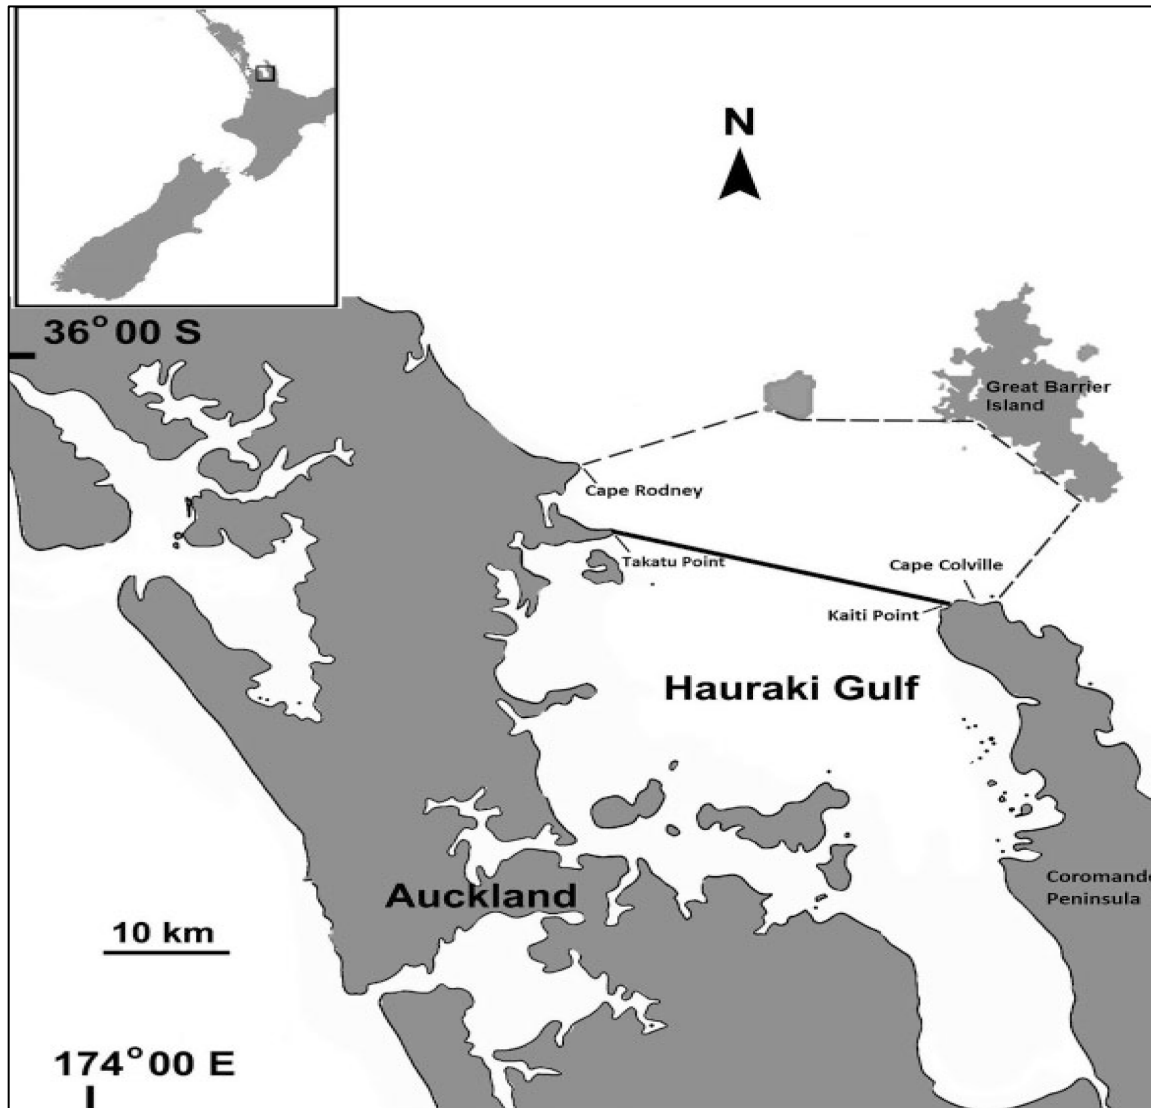 N
36°00 S
Great Barrier
Island
Cape Rodney
Takatu Point
Cape Colville
Kaiti Point
Hauraki Gulf
Auckland
Coromande
Peninsula
10 km
174°00 E